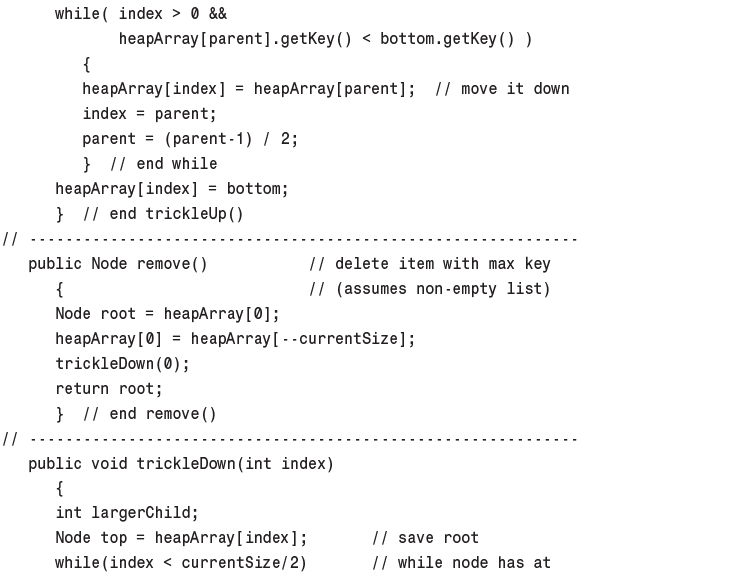 while( index > 0 &&
heapArray[parent].getKey() < bottom.getKey() )
{
heapArray[index] = heapArray[parent];  // move it down
index = parent;
parent = (parent-1) / 2;
}  // end while
heapArray[index] = bottom;
}  // end trickleUp()
// -------------------------------------------------------------
public Node remove()           // delete item with max key
{                           // (assumes non-empty list)
Node root = heapArray[0];
heapArray[0] = heapArray[--currentSize];
trickleDown(0);
return root;
}  // end remove()
// -------------------------------------------------------------
public void trickleDown(int index)
{
int largerChild;
Node top = heapArray[index];       // save root
while(index < currentSize/2)       // while node has at